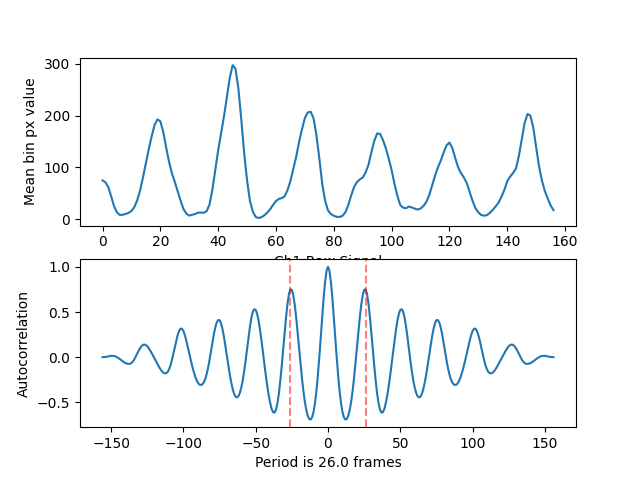 300
200
100
0
Mean bin px value
0 20 40 60 80 100 120 140 160
Ch1 Raw Signal
1.0
0.5
0.0
−0.5
Autocorrelation
−150 −100 −50 0 50 100 150
Period is 26.0 frames